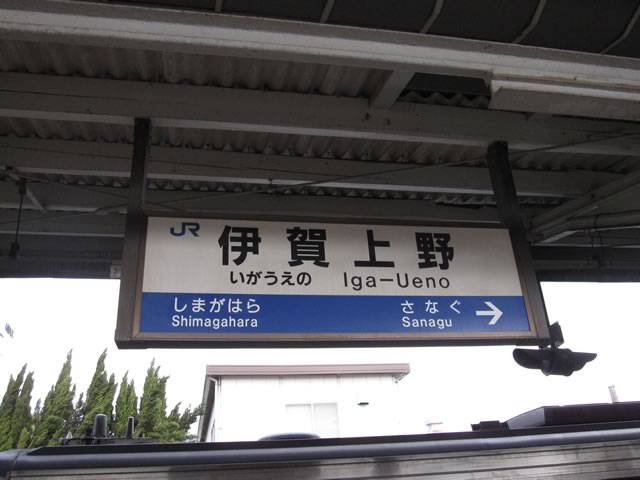 JR 伊賀上野
いがうえの Iga-Ueno
しまがはら さなぐ →
Shimagahara Sanagu